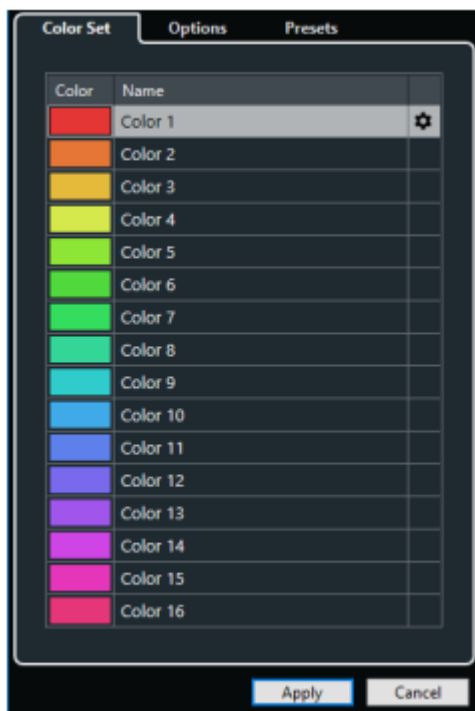 Color Set Options Presets
Color Name
Color 1
Color 2
Color 3
Color 4
Color 5
Color 6
Color 7
Color 8
Color 9
Color 10
Color 11
Color 12
Color 13
Color 14
Color 15
Color 16
Apply Cancel